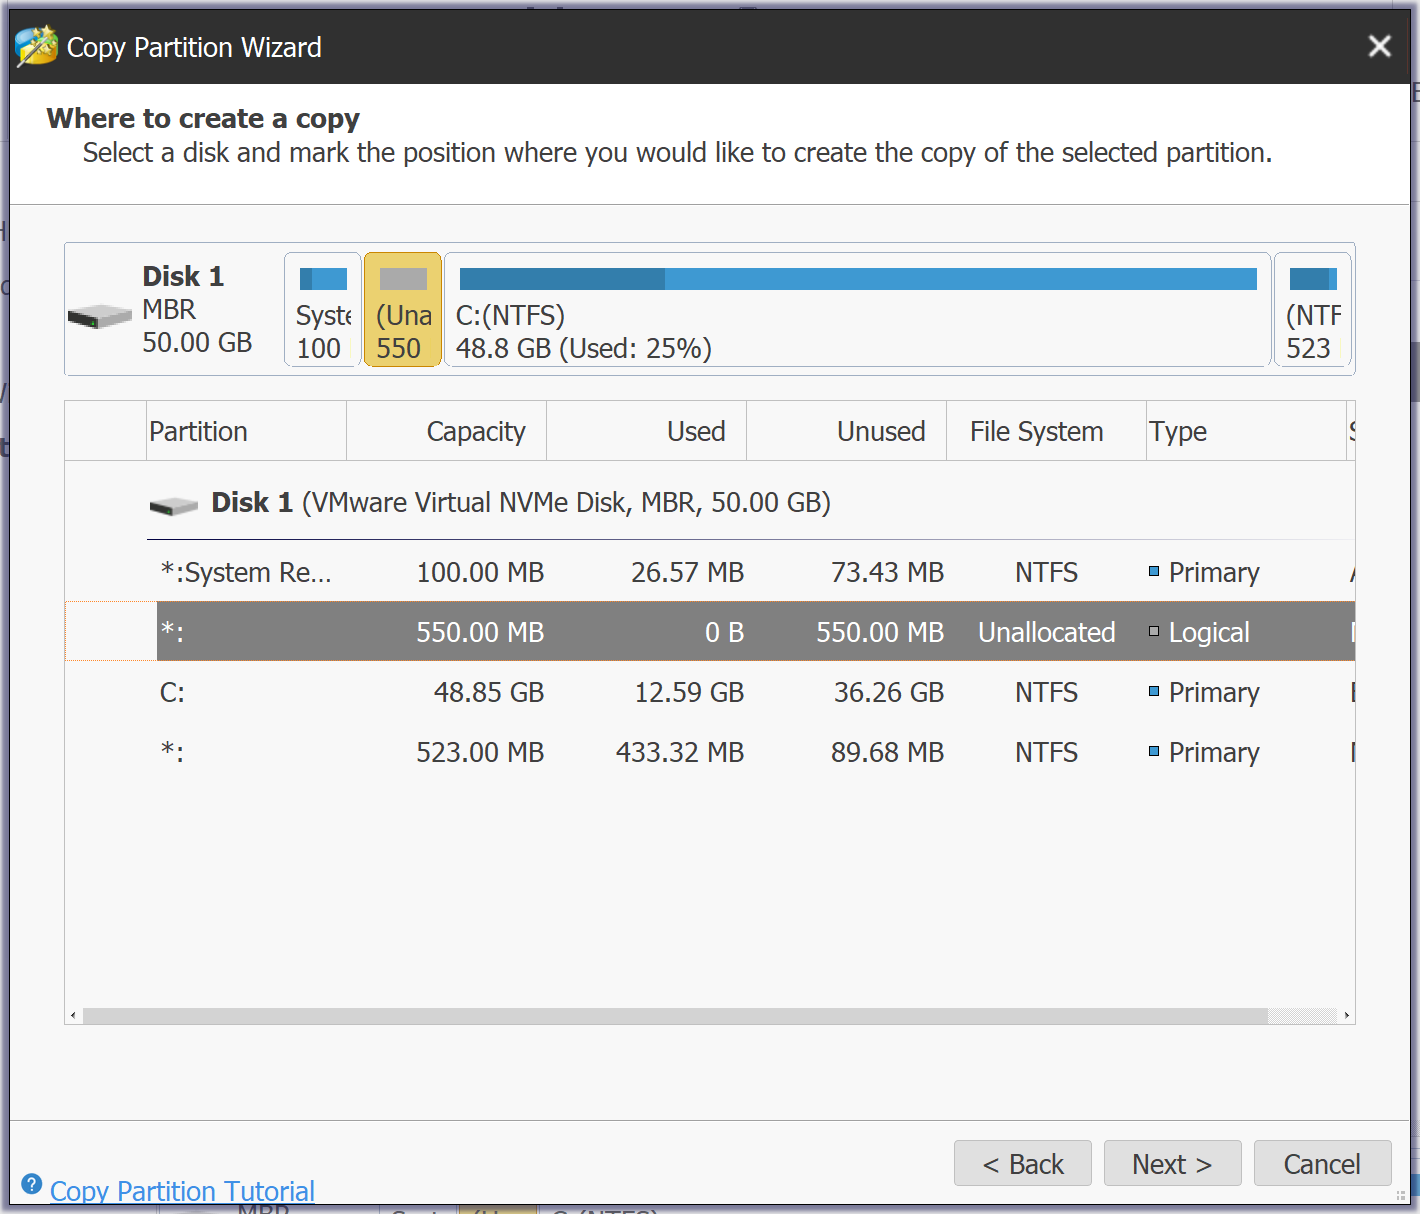 Copy Partition Wizard
Where to create a copy
Select a disk and mark the position where you would like to create the copy of the selected partition.
Disk 1
MBR
50.00 GB
Syste
100
(Una
550
C:(NTFS)
48.8 GB (Used: 25%)
(NTF
523
Partition Capacity Used Unused File System Type
Disk 1 (VMware Virtual NVMe Disk, MBR, 50.00 GB)
*:System Re... 100.00 MB 26.57 MB 73.43 MB NTFS Primary
*: 550.00 MB 0 B 550.00 MB Unallocated Logical
C: 48.85 GB 12.59 GB 36.26 GB NTFS Primary
*: 523.00 MB 433.32 MB 89.68 MB NTFS Primary
< Back Next > Cancel
? Copy Partition Tutorial